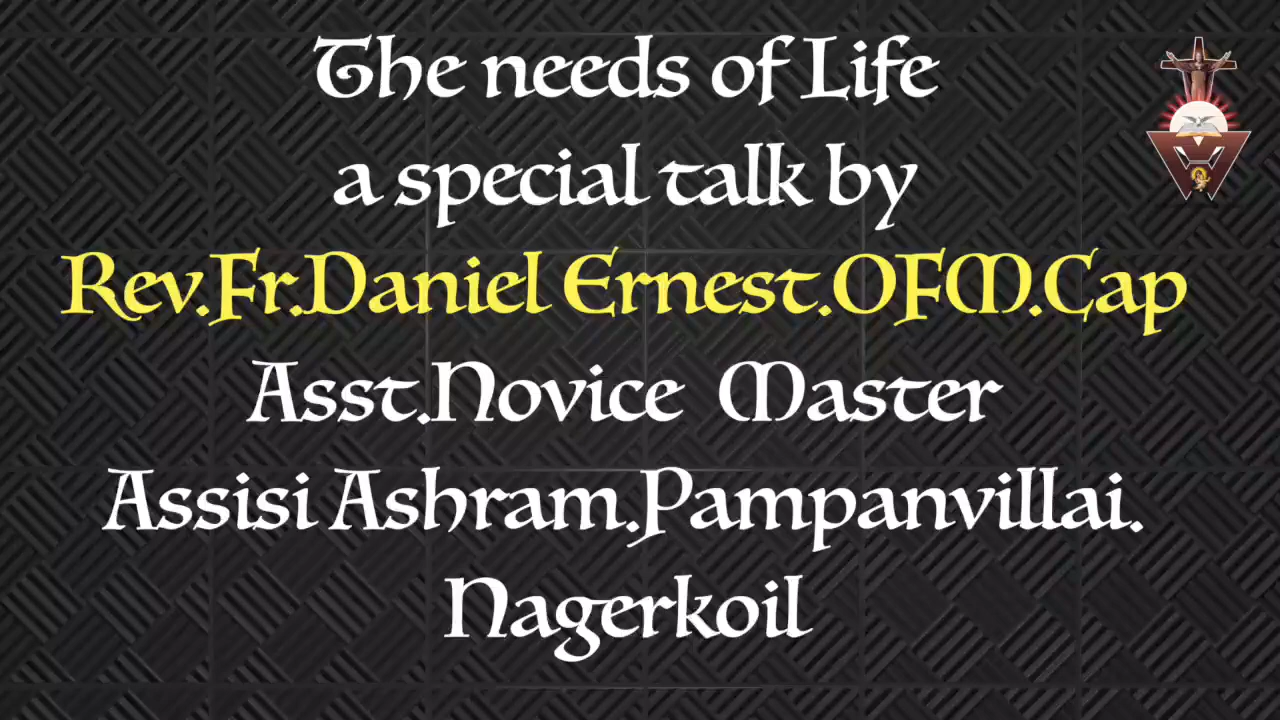 The needs of Life
a special talk by
Rev.Fr.Daniel Ernest.OFM.Cap
Asst.Novice Master
Assisi Ashram.Pampanvillai.
Nagerkoil